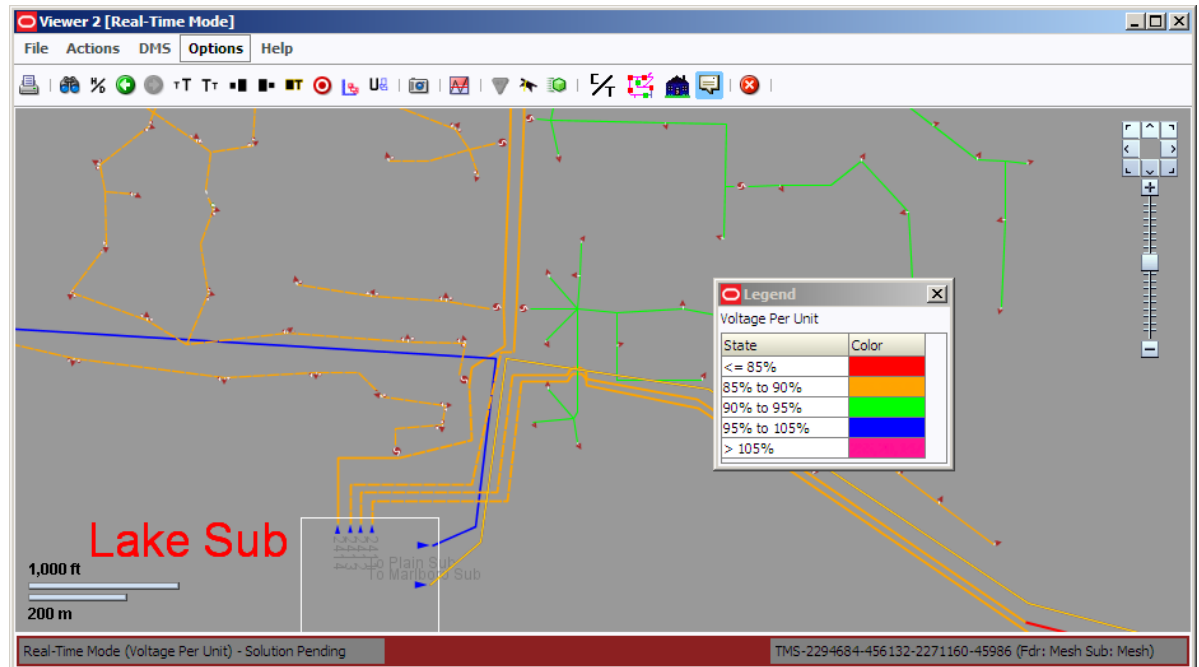 Viewer 2 [Real-Time Mode]
File Actions DMS Options Help
Legend
Voltage Per Unit
State Color
<= 85%
85% to 90%
90% to 95%
95% to 105%
> 105%
Lake Sub
To Plain Sub
To Marlboro Sub
1,000 ft
200 m
Real-Time Mode (Voltage Per Unit) - Solution Pending
TMS-2294684-456132-2271160-45986 (Fdr: Mesh Sub: Mesh)